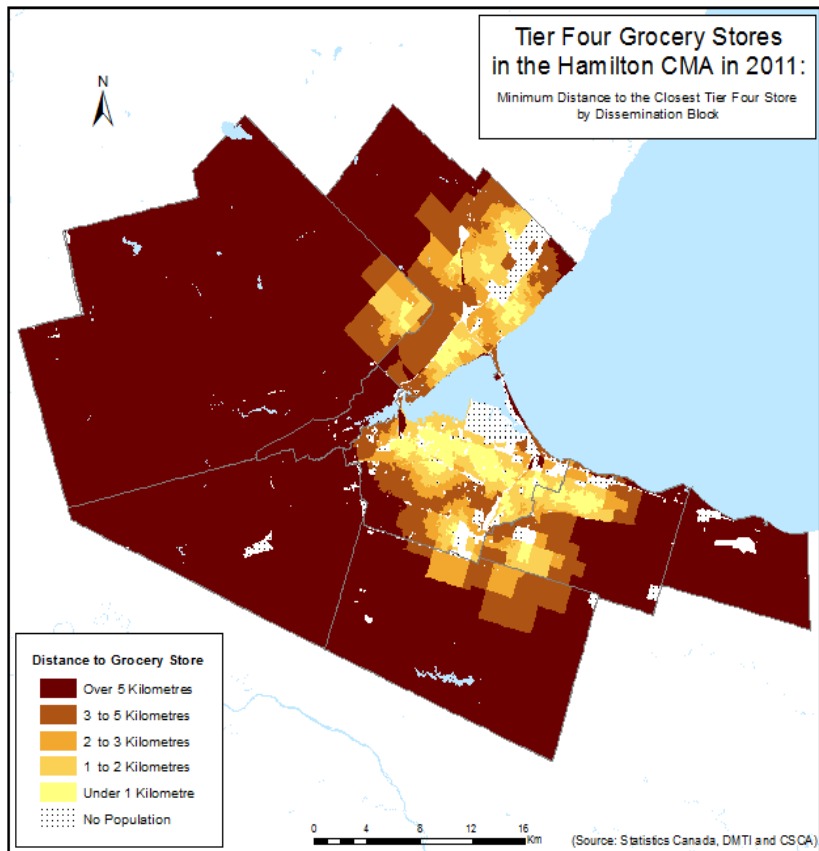 Tier Four Grocery Stores
in the Hamilton CMA in 2011:
Minimum Distance to the Closest Tier Four Store
by Dissemination Block
N
Distance to Grocery Store
Over 5 Kilometres
3 to 5 Kilometres
2 to 3 Kilometres
1 to 2 Kilometres
Under 1 Kilometre
No Population
0 2 4 8 12 16
Km
(Source: Statistics Canada, DMTI and CSCA)